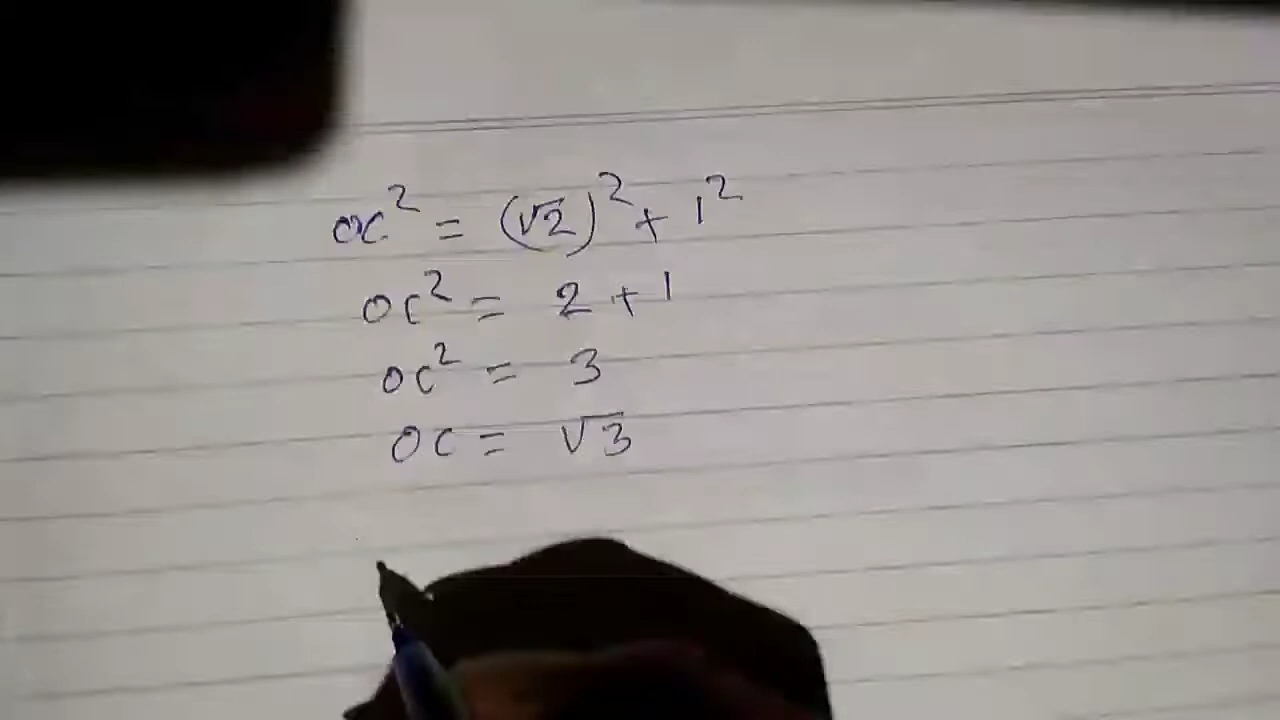 OC² = (√2)² + 1²
OC² = 2 + 1
OC² = 3
OC = √3